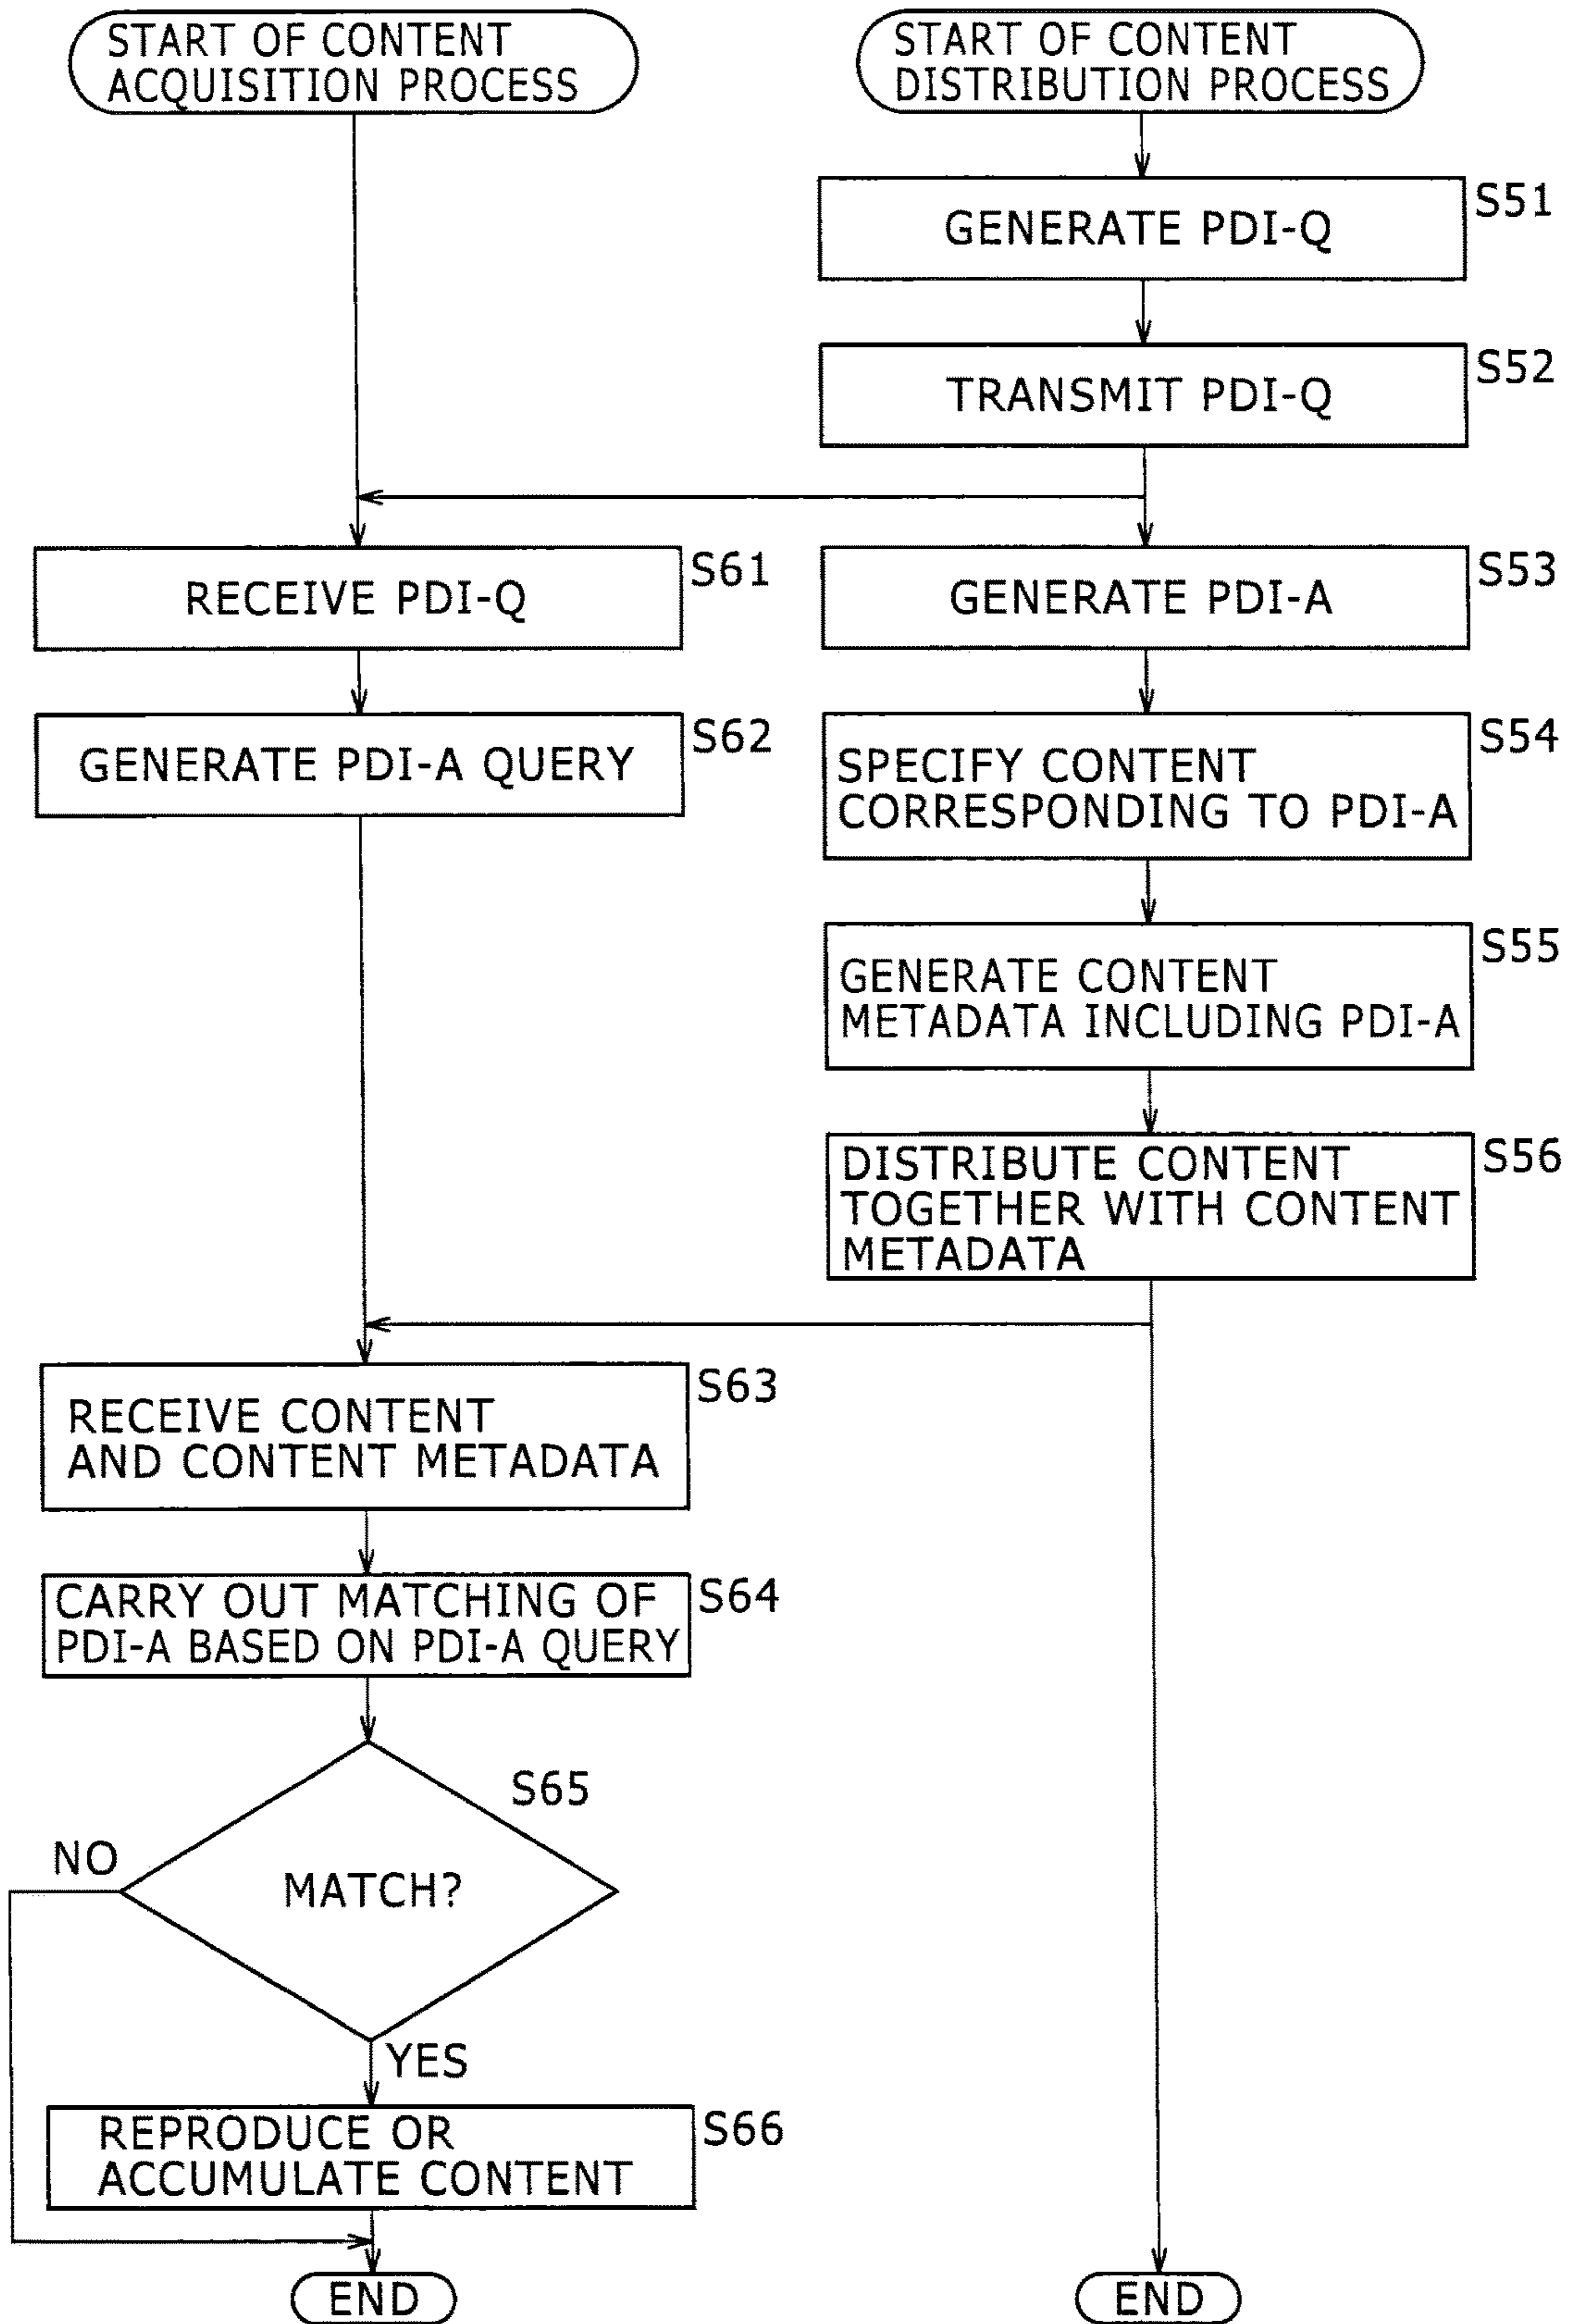 START OF CONTENT
ACQUISITION PROCESS
START OF CONTENT
DISTRIBUTION PROCESS
GENERATE PDI-Q
S51
TRANSMIT PDI-Q
S52
RECEIVE PDI-Q
S61
GENERATE PDI-A
S53
GENERATE PDI-A QUERY
S62
SPECIFY CONTENT
CORRESPONDING TO PDI-A
S54
GENERATE CONTENT
METADATA INCLUDING PDI-A
S55
DISTRIBUTE CONTENT
TOGETHER WITH CONTENT
METADATA
S56
RECEIVE CONTENT
AND CONTENT METADATA
S63
CARRY OUT MATCHING OF
PDI-A BASED ON PDI-A QUERY
S64
S65
NO
MATCH?
YES
REPRODUCE OR
ACCUMULATE CONTENT
S66
END
END